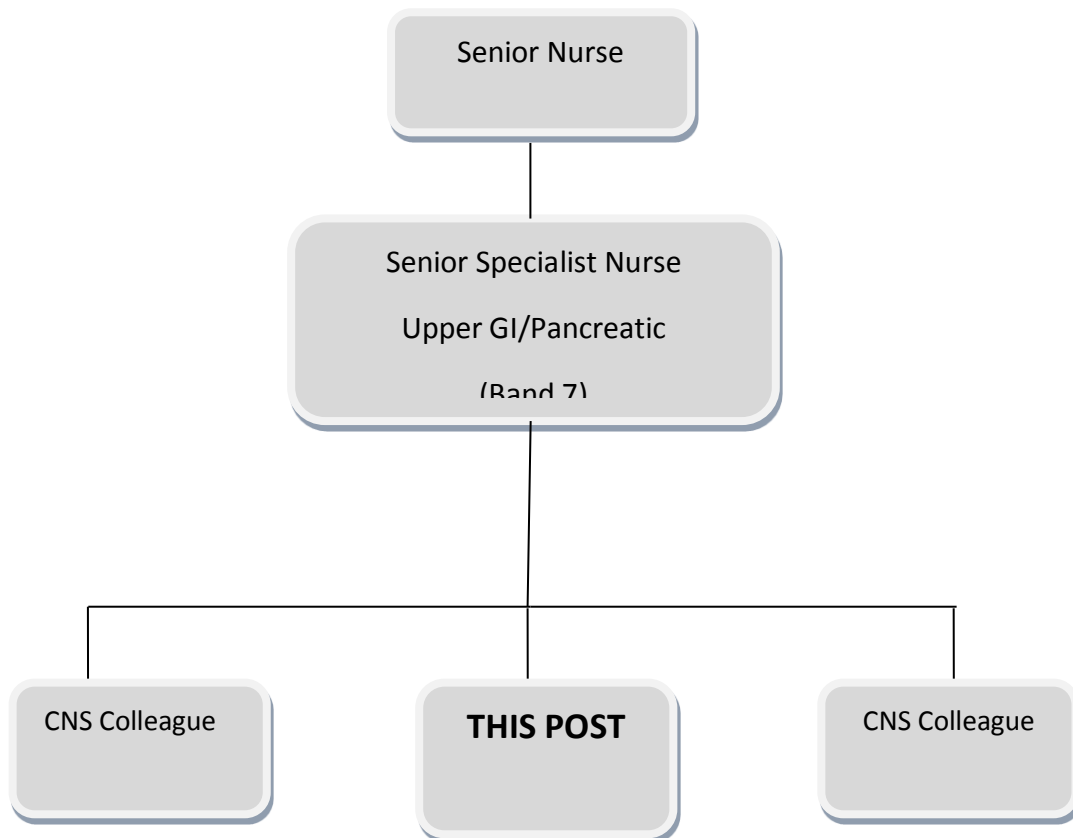 Senior Nurse
Senior Specialist Nurse
Upper GI/Pancreatic
(Band 7)
CNS Colleague
THIS POST
CNS Colleague